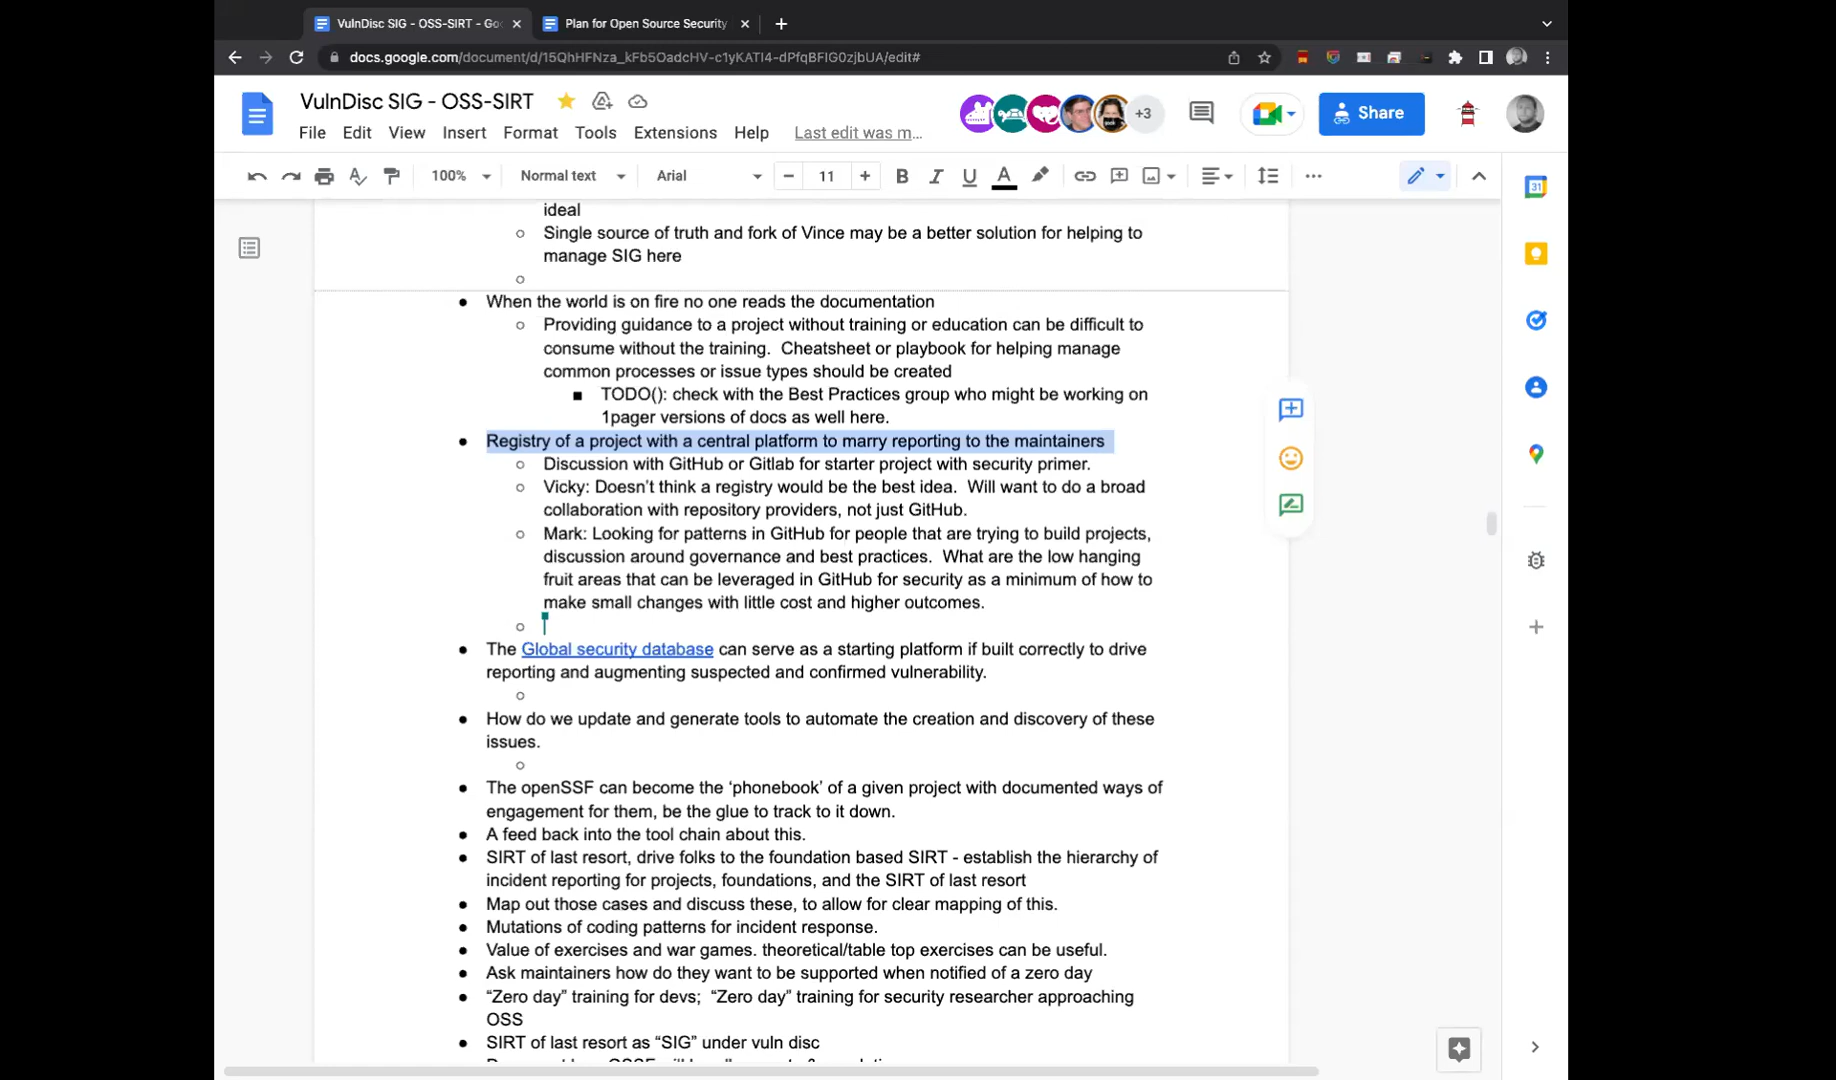 VulnDisc SIG - OSS-SIRT - Goo
Plan for Open Source Security
docs.google.com/document/d/15QhHFNza_kFb5OadcHV-c1yKATI4-dPfqBFIG0zjbUA/edit#
VulnDisc SIG - OSS-SIRT
+3
Share
File Edit View Insert Format Tools Extensions Help Last edit was m...
100% Normal text Arial 11
ideal
Single source of truth and fork of Vince may be a better solution for helping to
manage SIG here
When the world is on fire no one reads the documentation
Providing guidance to a project without training or education can be difficult to
consume without the training. Cheatsheet or playbook for helping manage
common processes or issue types should be created
TODO(): check with the Best Practices group who might be working on
1pager versions of docs as well here.
Registry of a project with a central platform to marry reporting to the maintainers
Discussion with GitHub or Gitlab for starter project with security primer.
Vicky: Doesn’t think a registry would be the best idea. Will want to do a broad
collaboration with repository providers, not just GitHub.
Mark: Looking for patterns in GitHub for people that are trying to build projects,
discussion around governance and best practices. What are the low hanging
fruit areas that can be leveraged in GitHub for security as a minimum of how to
make small changes with little cost and higher outcomes.
The Global security database can serve as a starting platform if built correctly to drive
reporting and augmenting suspected and confirmed vulnerability.
How do we update and generate tools to automate the creation and discovery of these
issues.
The openSSF can become the ‘phonebook’ of a given project with documented ways of
engagement for them, be the glue to track to it down.
A feed back into the tool chain about this.
SIRT of last resort, drive folks to the foundation based SIRT - establish the hierarchy of
incident reporting for projects, foundations, and the SIRT of last resort
Map out those cases and discuss these, to allow for clear mapping of this.
Mutations of coding patterns for incident response.
Value of exercises and war games. theoretical/table top exercises can be useful.
Ask maintainers how do they want to be supported when notified of a zero day
“Zero day” training for devs; “Zero day” training for security researcher approaching
OSS
SIRT of last resort as “SIG” under vuln disc